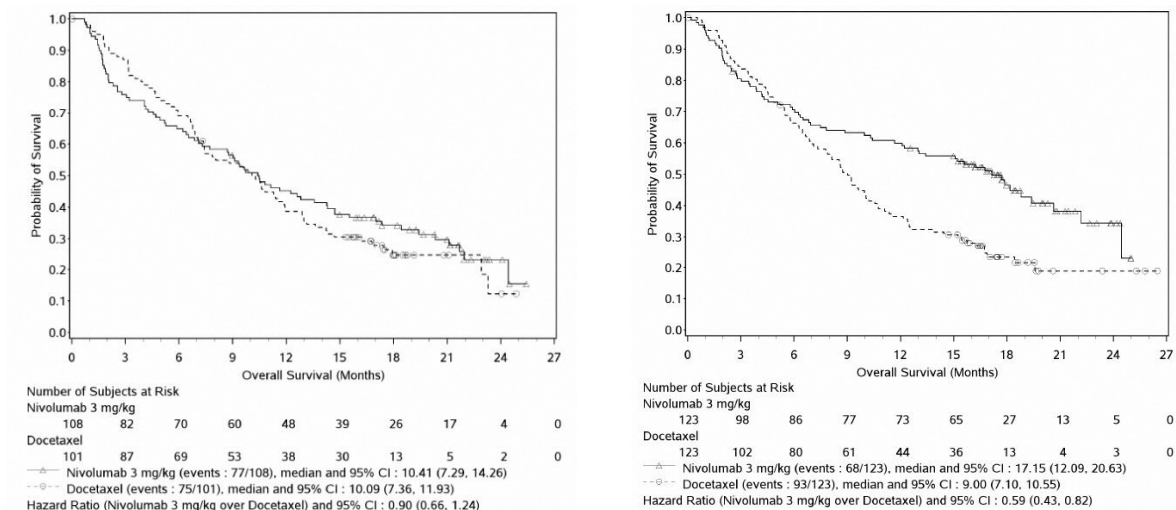 1.0
0.9
0.8
0.7
0.6
0.5
0.4
0.3
0.2
0.1
0.0
Probability of Survival
0 3 6 9 12 15 18 21 24 27
Overall Survival (Months)
Number of Subjects at Risk
Nivolumab 3 mg/kg
108 82 70 60 48 39 26 17 4 0
Docetaxel
101 87 69 53 38 30 13 5 2 0
Nivolumab 3 mg/kg (events : 77/108), median and 95% CI : 10.41 (7.29, 14.26)
Docetaxel (events : 75/101), median and 95% CI : 10.09 (7.36, 11.93)
Hazard Ratio (Nivolumab 3 mg/kg over Docetaxel) and 95% CI : 0.90 (0.66, 1.24)
1.0
0.9
0.8
0.7
0.6
0.5
0.4
0.3
0.2
0.1
0.0
Probability of Survival
0 3 6 9 12 15 18 21 24 27
Overall Survival (Months)
Number of Subjects at Risk
Nivolumab 3 mg/kg
123 98 86 77 73 65 27 13 5 0
Docetaxel
123 102 80 61 44 36 13 4 3 0
Nivolumab 3 mg/kg (events : 68/123), median and 95% CI : 17.15 (12.09, 20.63)
Docetaxel (events : 93/123), median and 95% CI : 9.00 (7.10, 10.55)
Hazard Ratio (Nivolumab 3 mg/kg over Docetaxel) and 95% CI : 0.59 (0.43, 0.82)